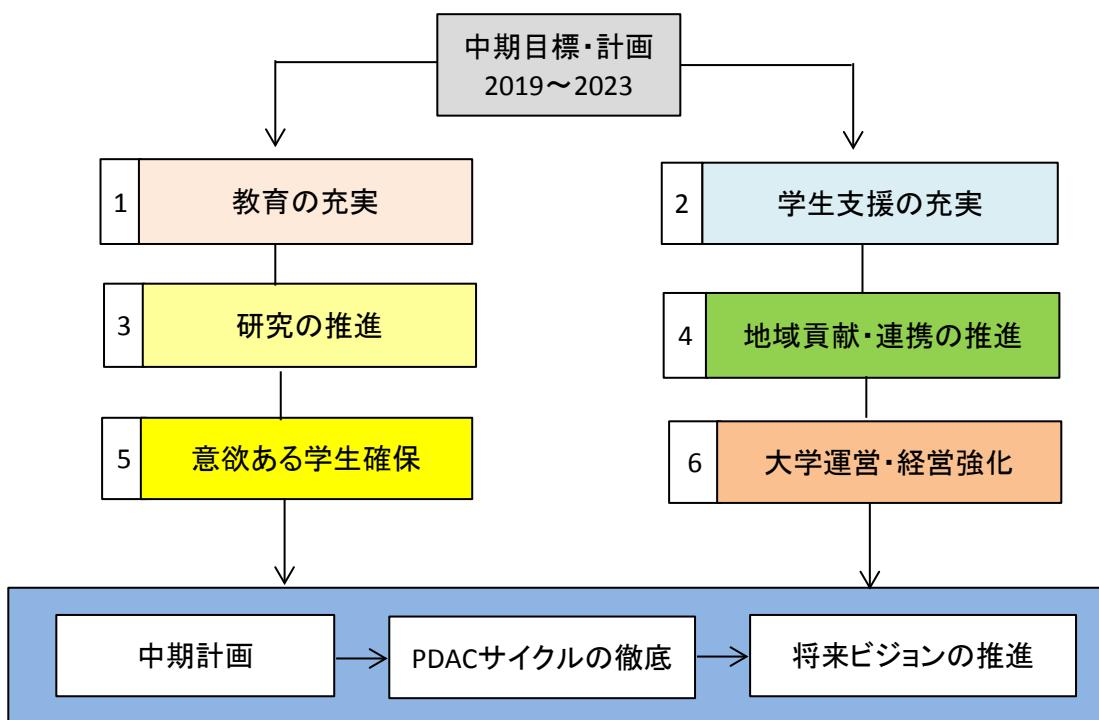 中期目標・計画
2019～2023
1 教育の充実
2 学生支援の充実
3 研究の推進
4 地域貢献・連携の推進
5 意欲ある学生確保
6 大学運営・経営強化
中期計画
PDACサイクルの徹底
将来ビジョンの推進